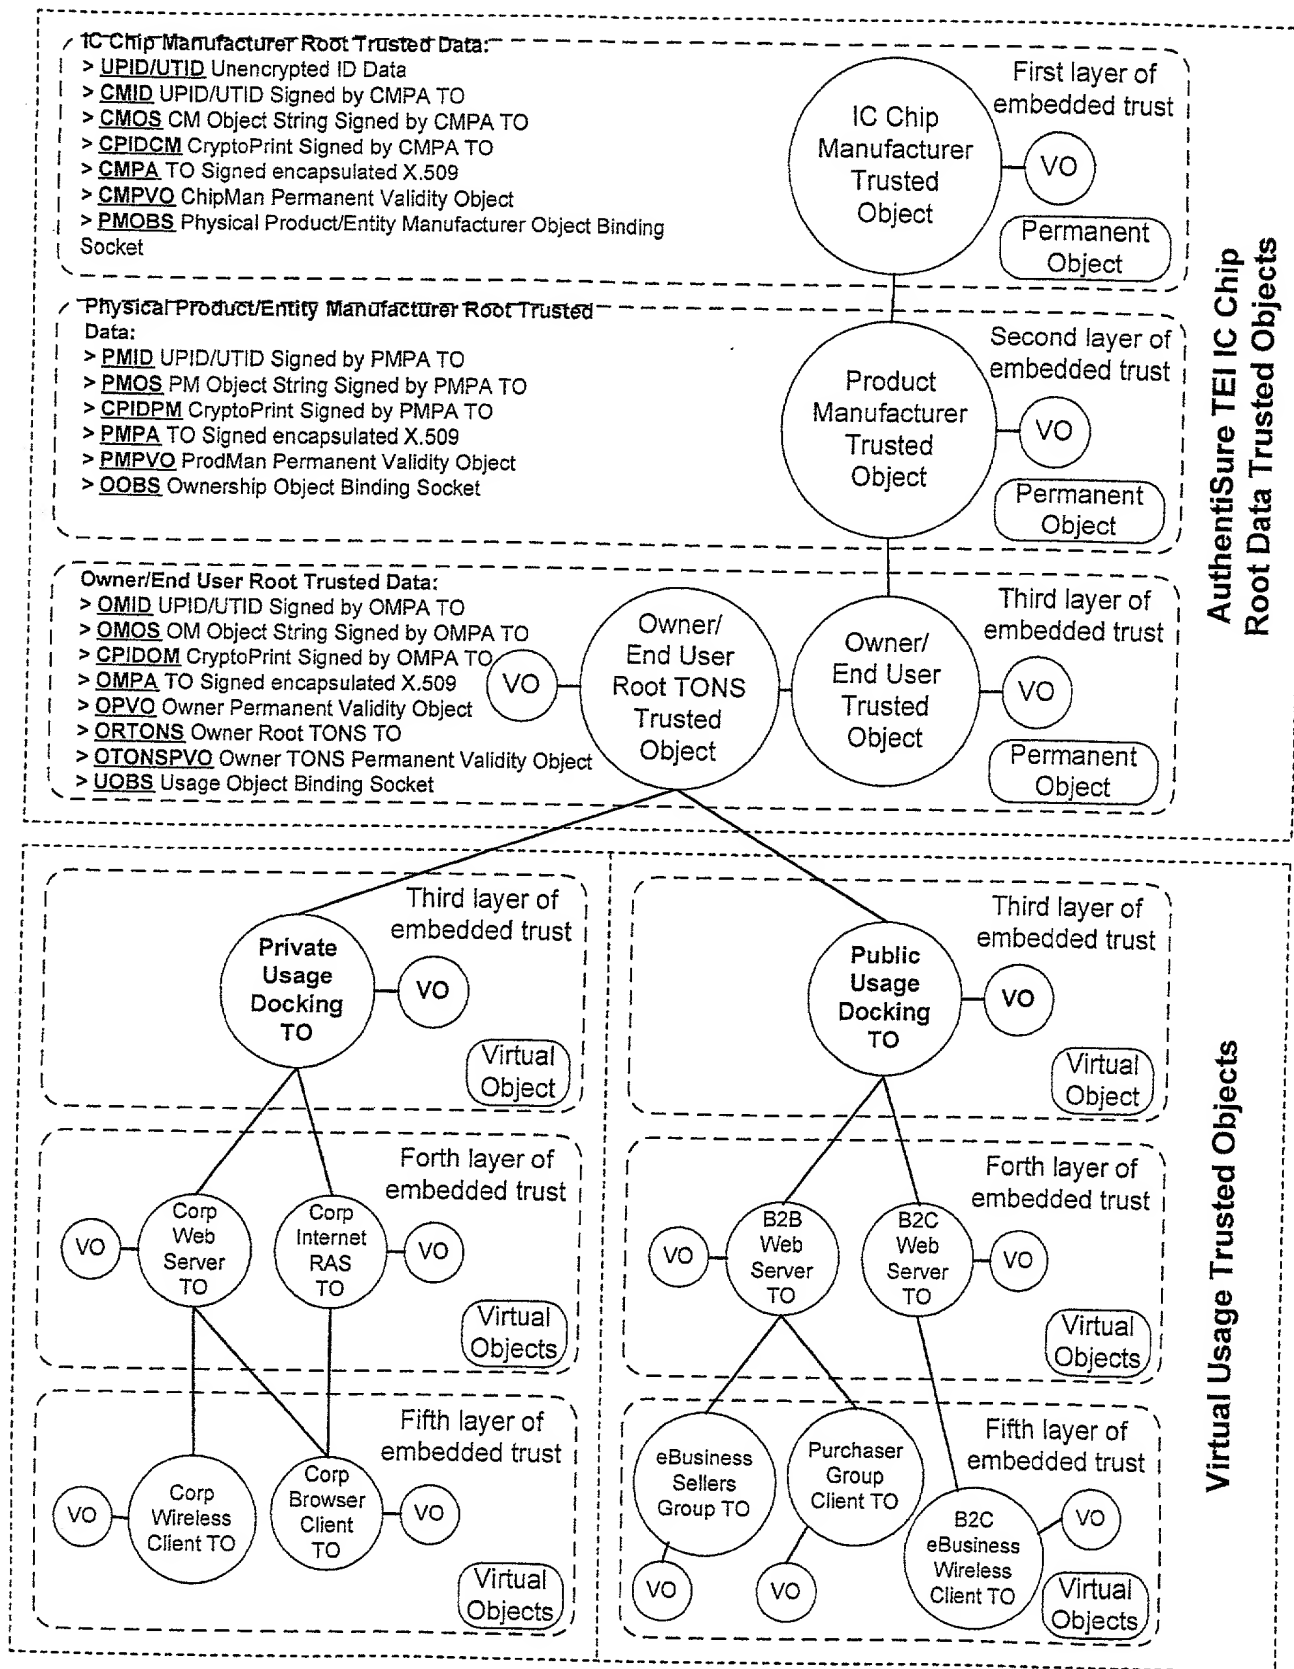 IC Chip Manufacturer Root Trusted Data:
> UPID/UTID Unencrypted ID Data
> CMID UPID/UTID Signed by CMPA TO
> CMOS CM Object String Signed by CMPA TO
> CPIDCM CryptoPrint Signed by CMPA TO
> CMPA TO Signed encapsulated X.509
> CMPVO ChipMan Permanent Validity Object
> PMOBS Physical Product/Entity Manufacturer Object Binding
Socket
IC Chip
Manufacturer
Trusted
Object
VO
First layer of
embedded trust
Permanent
Object
Physical Product/Entity Manufacturer Root Trusted
Data:
> PMID UPID/UTID Signed by PMPA TO
> PMOS PM Object String Signed by PMPA TO
> CPIDPM CryptoPrint Signed by PMPA TO
> PMPA TO Signed encapsulated X.509
> PMPVO ProdMan Permanent Validity Object
> OOBS Ownership Object Binding Socket
Product
Manufacturer
Trusted
Object
VO
Second layer of
embedded trust
Permanent
Object
Owner/End User Root Trusted Data:
> OMID UPID/UTID Signed by OMPA TO
> OMOS OM Object String Signed by OMPA TO
> CPIDOM CryptoPrint Signed by OMPA TO
> OMPA TO Signed encapsulated X.509
> OPVO Owner Permanent Validity Object
> ORTONS Owner Root TONS TO
> OTONSPVO Owner TONS Permanent Validity Object
> UOBS Usage Object Binding Socket
VO
Owner/
End User
Root TONS
Trusted
Object
Owner/
End User
Trusted
Object
VO
Third layer of
embedded trust
Permanent
Object
AuthentiSure TEI IC Chip
Root Data Trusted Objects
Third layer of
embedded trust
Private
Usage
Docking
TO
VO
Virtual
Object
Third layer of
embedded trust
Public
Usage
Docking
TO
VO
Virtual
Object
Forth layer of
embedded trust
VO
Corp
Web
Server
TO
Corp
Internet
RAS
TO
VO
Virtual
Objects
Forth layer of
embedded trust
VO
B2B
Web
Server
TO
B2C
Web
Server
TO
VO
Virtual
Objects
Fifth layer of
embedded trust
VO
Corp
Wireless
Client TO
Corp
Browser
Client
TO
VO
Virtual
Objects
Fifth layer of
embedded trust
eBusiness
Sellers
Group TO
VO
Purchaser
Group
Client TO
VO
B2C
eBusiness
Wireless
Client TO
VO
Virtual
Objects
Virtual Usage Trusted Objects